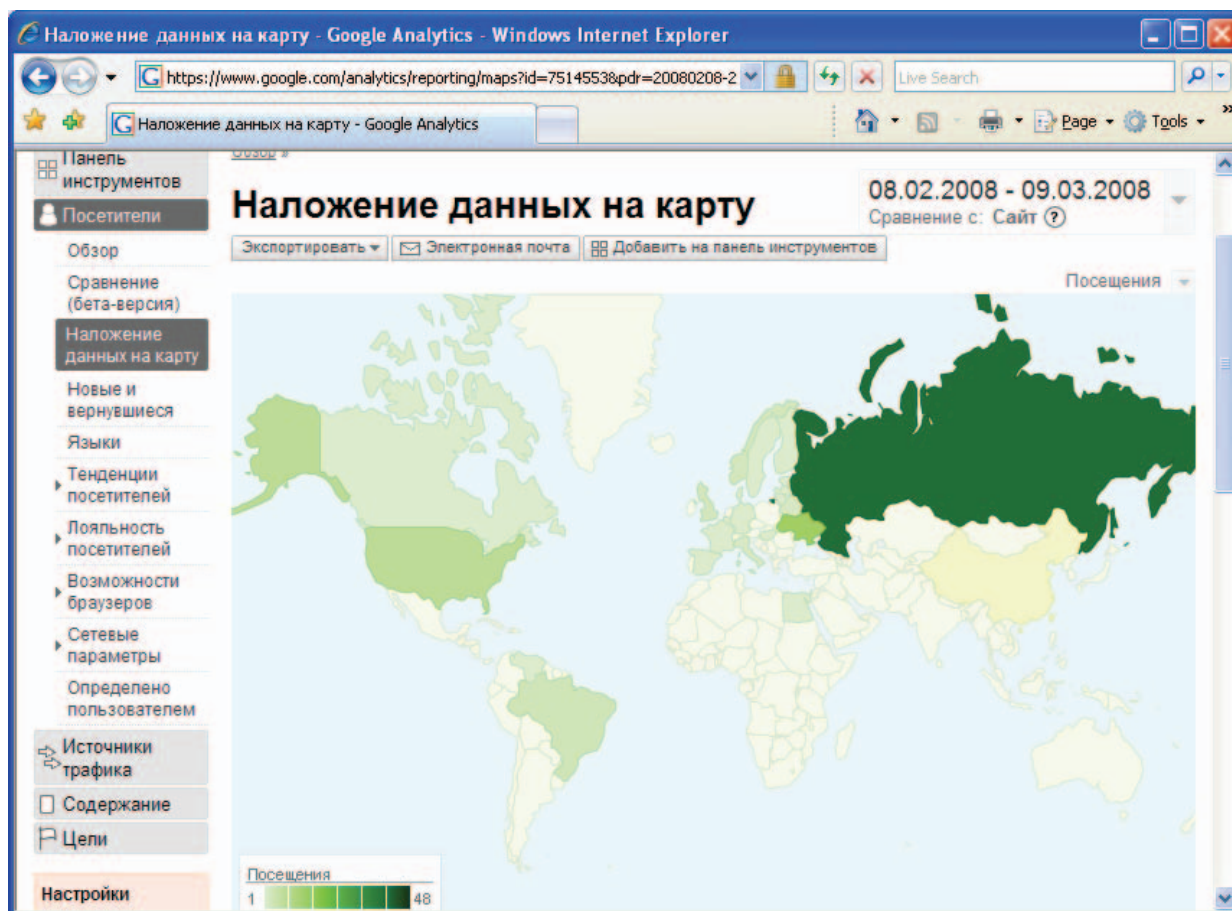 Наложение данных на карту - Google Analytics - Windows Internet Explorer
https://www.google.com/analytics/reporting/maps?id=7514553&pdr=20080208-2
Live Search
Наложение данных на карту - Google Analytics
Page
Tools
»
Панель
инструментов
Посетители
Обзор
Сравнение
(бета-версия)
Наложение
данных на карту
Новые и
вернувшиеся
Языки
Тенденции
посетителей
Лояльность
посетителей
Возможности
браузеров
Сетевые
параметры
Определено
пользователем
Источники
трафика
Содержание
Цели
Настройки
Обзор »
Наложение данных на карту
08.02.2008 - 09.03.2008
Сравнение с: Сайт ?
Экспортировать
Электронная почта
Добавить на панель инструментов
Посещения
Посещения
1 48